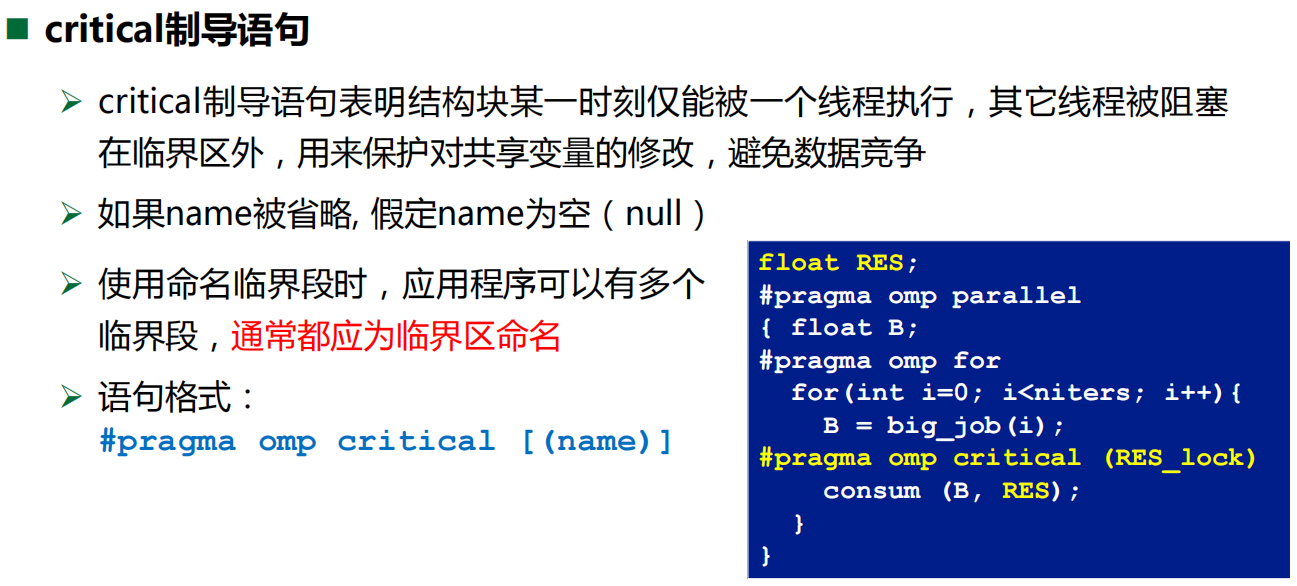 critical制导语句
critical制导语句表明结构块某一时刻仅能被一个线程执行，其它线程被阻塞
在临界区外，用来保护对共享变量的修改，避免数据竞争
如果name被省略, 假定name为空（null）
使用命名临界段时，应用程序可以有多个
临界段，通常都应为临界区命名
语句格式：
#pragma omp critical [(name)]
float RES;
#pragma omp parallel
{ float B;
#pragma omp for
  for(int i=0; i<niters; i++){
    B = big_job(i);
#pragma omp critical (RES_lock)
    consum (B, RES);
  }
}